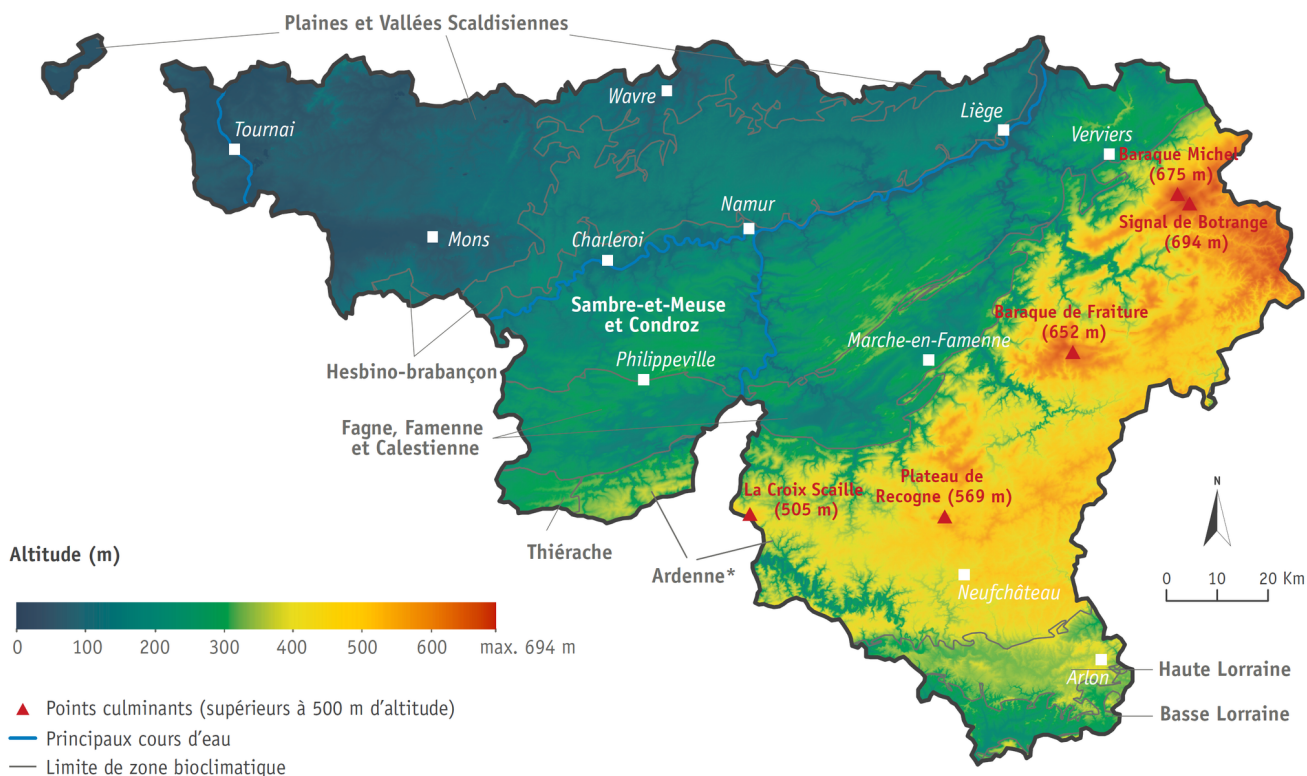 Plaines et Vallées Scaldisiennes
Wavre
Liège
Tournai
Verviers
Baraque Michel
(675 m)
Signal de Botrange
(694 m)
Namur
Mons
Charleroi
Sambre-et-Meuse
et Condroz
Baraque de Fraiture
(652 m)
Marche-en-Famenne
Philippeville
Hesbino-brabançon
Fagne, Famenne
et Calestienne
La Croix Scaille
(505 m)
Plateau de
Recogne (569 m)
N
Thiérache
Ardenne*
Neufchâteau
0 10 20 Km
Altitude (m)
0 100 200 300 400 500 600 max. 694 m
Arlon
Haute Lorraine
Basse Lorraine
Points culminants (supérieurs à 500 m d'altitude)
Principaux cours d'eau
Limite de zone bioclimatique